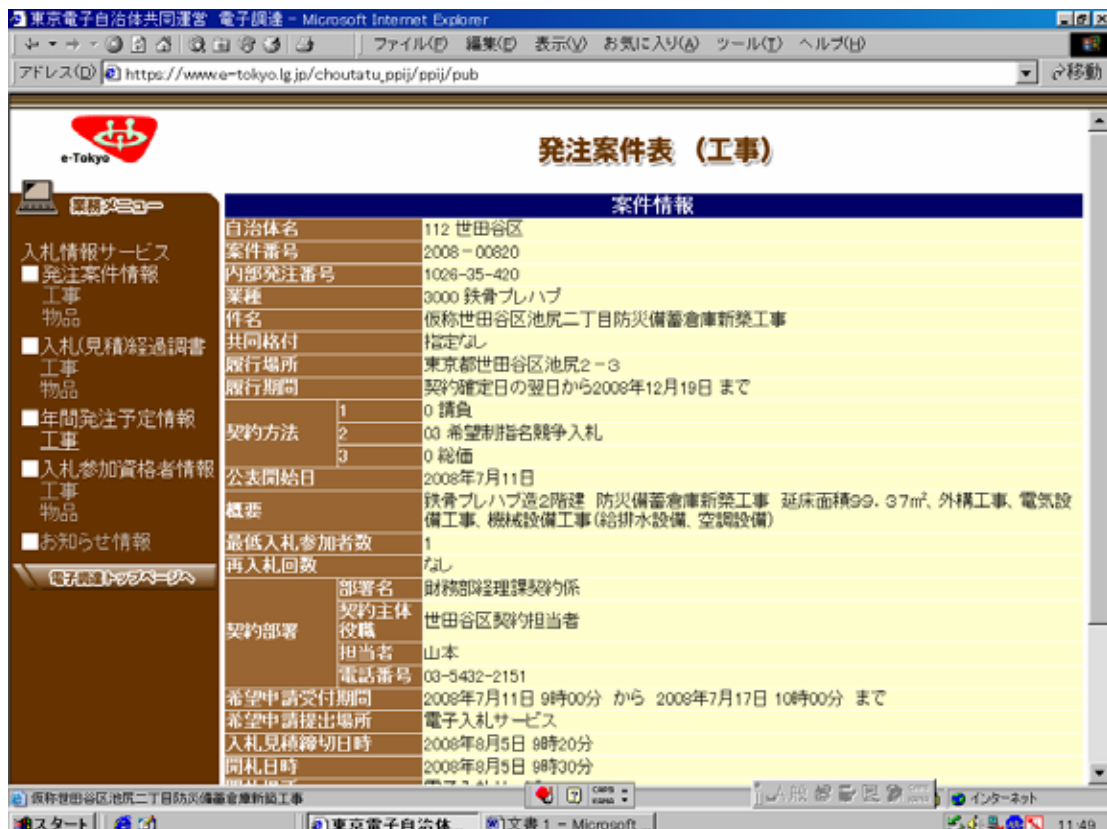 東京電子自治体共同運営 電子調達 - Microsoft Internet Explorer
ファイル(F) 編集(E) 表示(V) お気に入り(A) ツール(T) ヘルプ(H)
アドレス(D) https://www.e-tokyo.lg.jp/choutatu_ppij/ppij/pub 移動
e-Tokyo
発注案件表 (工事)
業務メニュー
入札情報サービス
■発注案件情報
工事
物品
■入札(見積)経過調書
工事
物品
■年間発注予定情報
工事
■入札参加資格者情報
工事
物品
■お知らせ情報
電子調達トップページへ
案件情報
自治体名 112 世田谷区
案件番号 2008-00820
内部発注番号 1026-35-420
業種 3000 鉄骨プレハブ
件名 仮称世田谷区池尻二丁目防災備蓄倉庫新築工事
共同格付 指定なし
履行場所 東京都世田谷区池尻2-3
履行期間 契約確定日の翌日から2008年12月19日 まで
契約方法 1 0 請負
2 03 希望制指名競争入札
3 0 総価
公表開始日 2008年7月11日
概要 鉄骨プレハブ造2階建 防災備蓄倉庫新築工事 延床面積99.37㎡、外構工事、電気設
備工事、機械設備工事(給排水設備、空調設備)
最低入札参加者数 1
再入札回数 なし
契約部署 部署名 財務部経理課契約係
契約主体
役職 世田谷区契約担当者
担当者 山本
電話番号 03-5432-2151
希望申請受付期間 2008年7月11日 9時00分 から 2008年7月17日 10時00分 まで
希望申請提出場所 電子入札サービス
入札見積締切日時 2008年8月5日 9時20分
開札日時 2008年8月5日 9時30分
仮称世田谷区池尻二丁目防災備蓄倉庫新築工事
CAPS
KANA
インターネット
スタート 東京電子自治体... 文書1 - Microsoft... 11:49